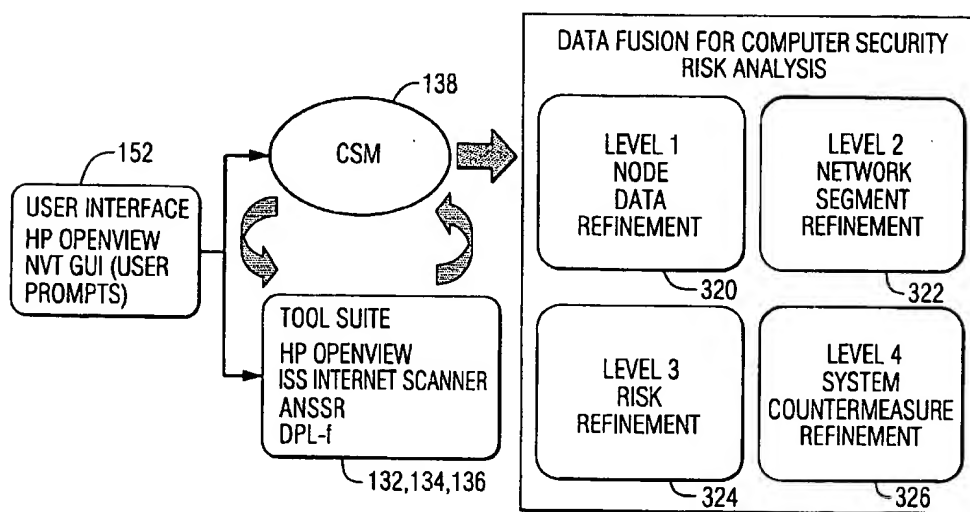 DATA FUSION FOR COMPUTER SECURITY
RISK ANALYSIS
138
CSM
152
USER INTERFACE
HP OPENVIEW
NVT GUI (USER
PROMPTS)
TOOL SUITE
HP OPENVIEW
ISS INTERNET SCANNER
ANSSR
DPL-f
132,134,136
LEVEL 1
NODE
DATA
REFINEMENT
320
LEVEL 2
NETWORK
SEGMENT
REFINEMENT
322
LEVEL 3
RISK
REFINEMENT
324
LEVEL 4
SYSTEM
COUNTERMEASURE
REFINEMENT
326